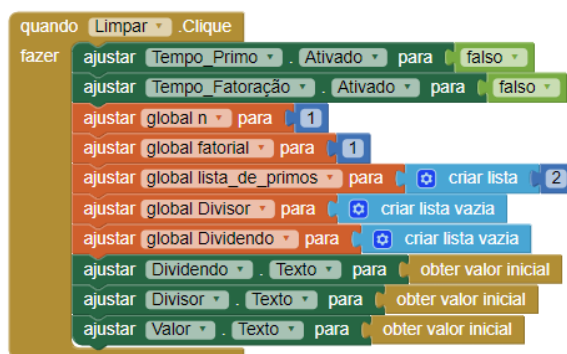 quando Limpar .Clique
fazer ajustar Tempo_Primo . Ativado para falso
ajustar Tempo_Fatoração . Ativado para falso
ajustar global n para 1
ajustar global fatorial para 1
ajustar global lista_de_primos para criar lista 2
ajustar global Divisor para criar lista vazia
ajustar global Dividendo para criar lista vazia
ajustar Dividendo . Texto para obter valor inicial
ajustar Divisor . Texto para obter valor inicial
ajustar Valor . Texto para obter valor inicial